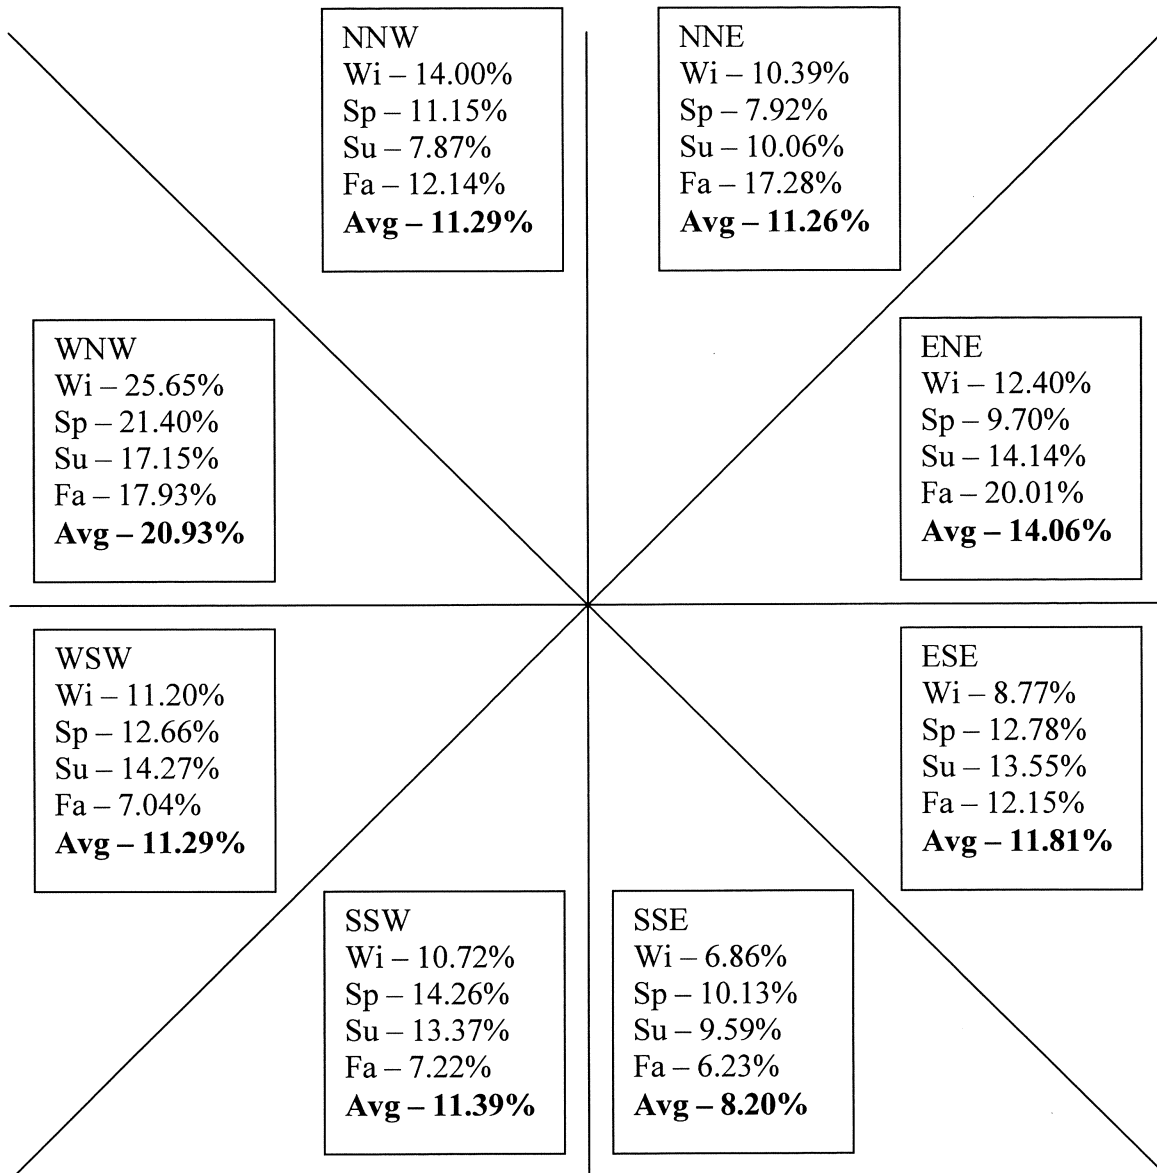 NNW
Wi – 14.00%
Sp – 11.15%
Su – 7.87%
Fa – 12.14%
Avg – 11.29%
NNE
Wi – 10.39%
Sp – 7.92%
Su – 10.06%
Fa – 17.28%
Avg – 11.26%
WNW
Wi – 25.65%
Sp – 21.40%
Su – 17.15%
Fa – 17.93%
Avg – 20.93%
ENE
Wi – 12.40%
Sp – 9.70%
Su – 14.14%
Fa – 20.01%
Avg – 14.06%
WSW
Wi – 11.20%
Sp – 12.66%
Su – 14.27%
Fa – 7.04%
Avg – 11.29%
ESE
Wi – 8.77%
Sp – 12.78%
Su – 13.55%
Fa – 12.15%
Avg – 11.81%
SSW
Wi – 10.72%
Sp – 14.26%
Su – 13.37%
Fa – 7.22%
Avg – 11.39%
SSE
Wi – 6.86%
Sp – 10.13%
Su – 9.59%
Fa – 6.23%
Avg – 8.20%